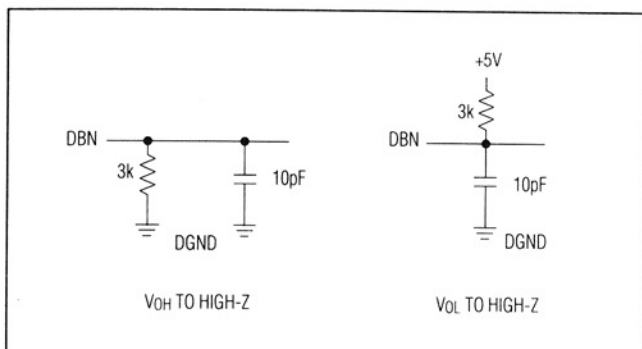 DBN
3k
10pF
DGND
VOH TO HIGH-Z
+5V
3k
DBN
10pF
DGND
VOL TO HIGH-Z